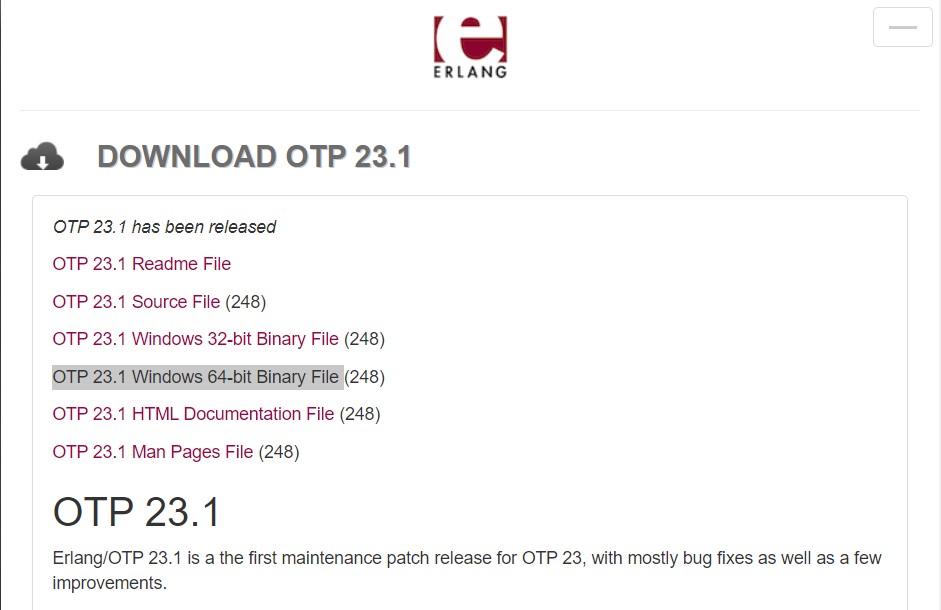 ERLANG
DOWNLOAD OTP 23.1
OTP 23.1 has been released
OTP 23.1 Readme File
OTP 23.1 Source File (248)
OTP 23.1 Windows 32-bit Binary File (248)
OTP 23.1 Windows 64-bit Binary File (248)
OTP 23.1 HTML Documentation File (248)
OTP 23.1 Man Pages File (248)
OTP 23.1
Erlang/OTP 23.1 is a the first maintenance patch release for OTP 23, with mostly bug fixes as well as a few
improvements.